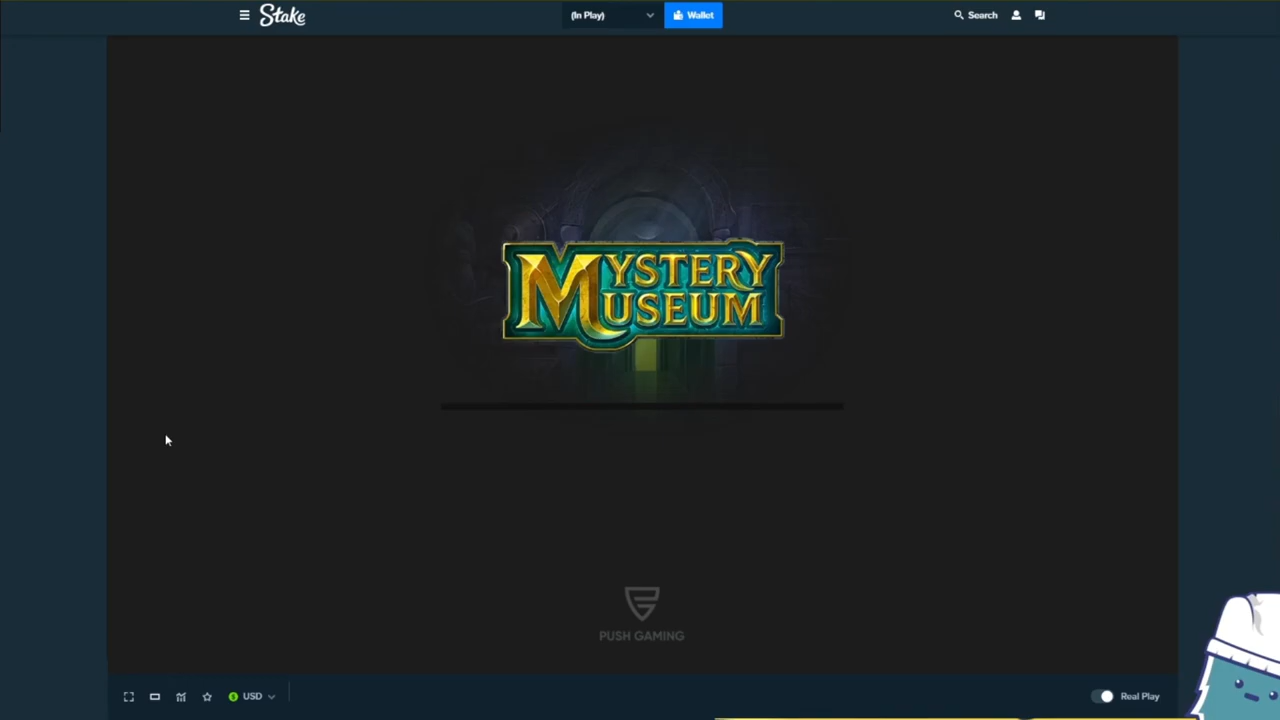 Stake
(In Play)
Wallet
Search
MYSTERY
MUSEUM
PUSH GAMING
USD
Real Play